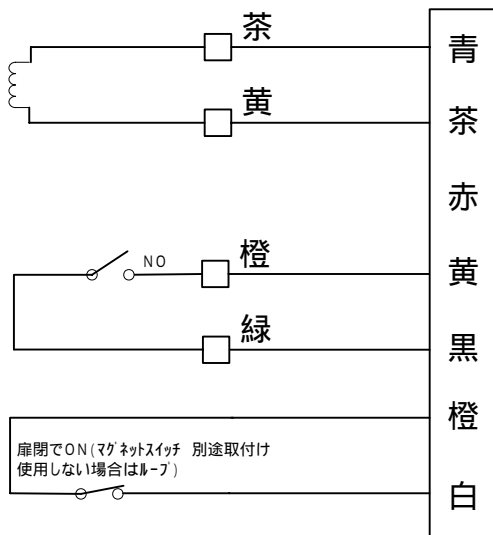 茶 青
黄 茶
赤
NO 橙 黄
緑 黒
橙
扉閉でON(ﾏｸﾞﾈｯﾄｽｲｯﾁ 別途取付け
使用しない場合はﾙｰﾌﾟ)
白